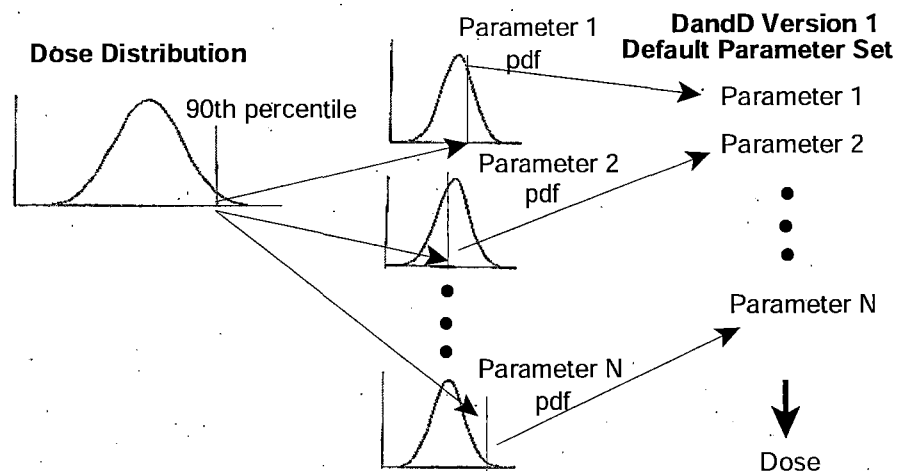 Dose Distribution
90th percentile
Parameter 1
pdf
Parameter 2
pdf
Parameter N
pdf
DandD Version 1
Default Parameter Set
Parameter 1
Parameter 2
Parameter N
Dose